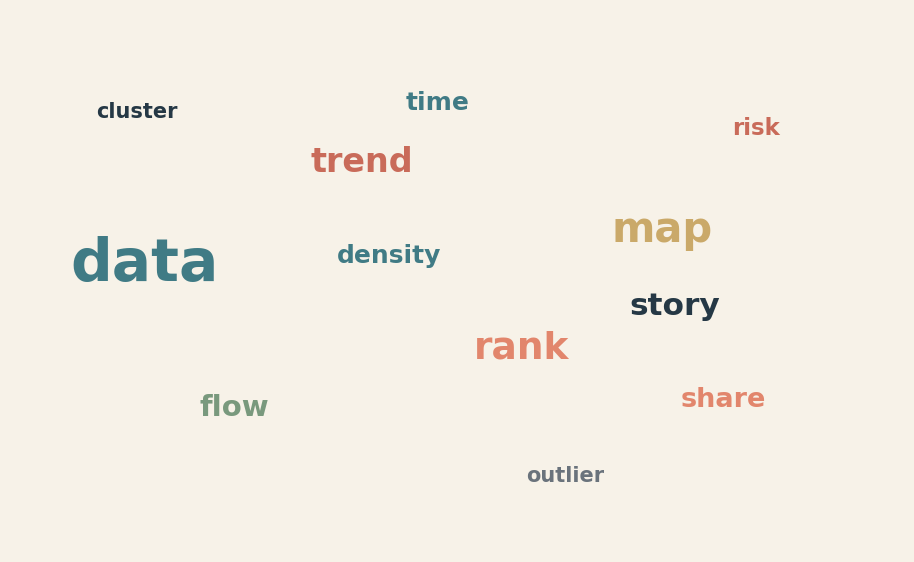 time
cluster
risk
trend
map
density
data
story
rank
share
flow
outlier